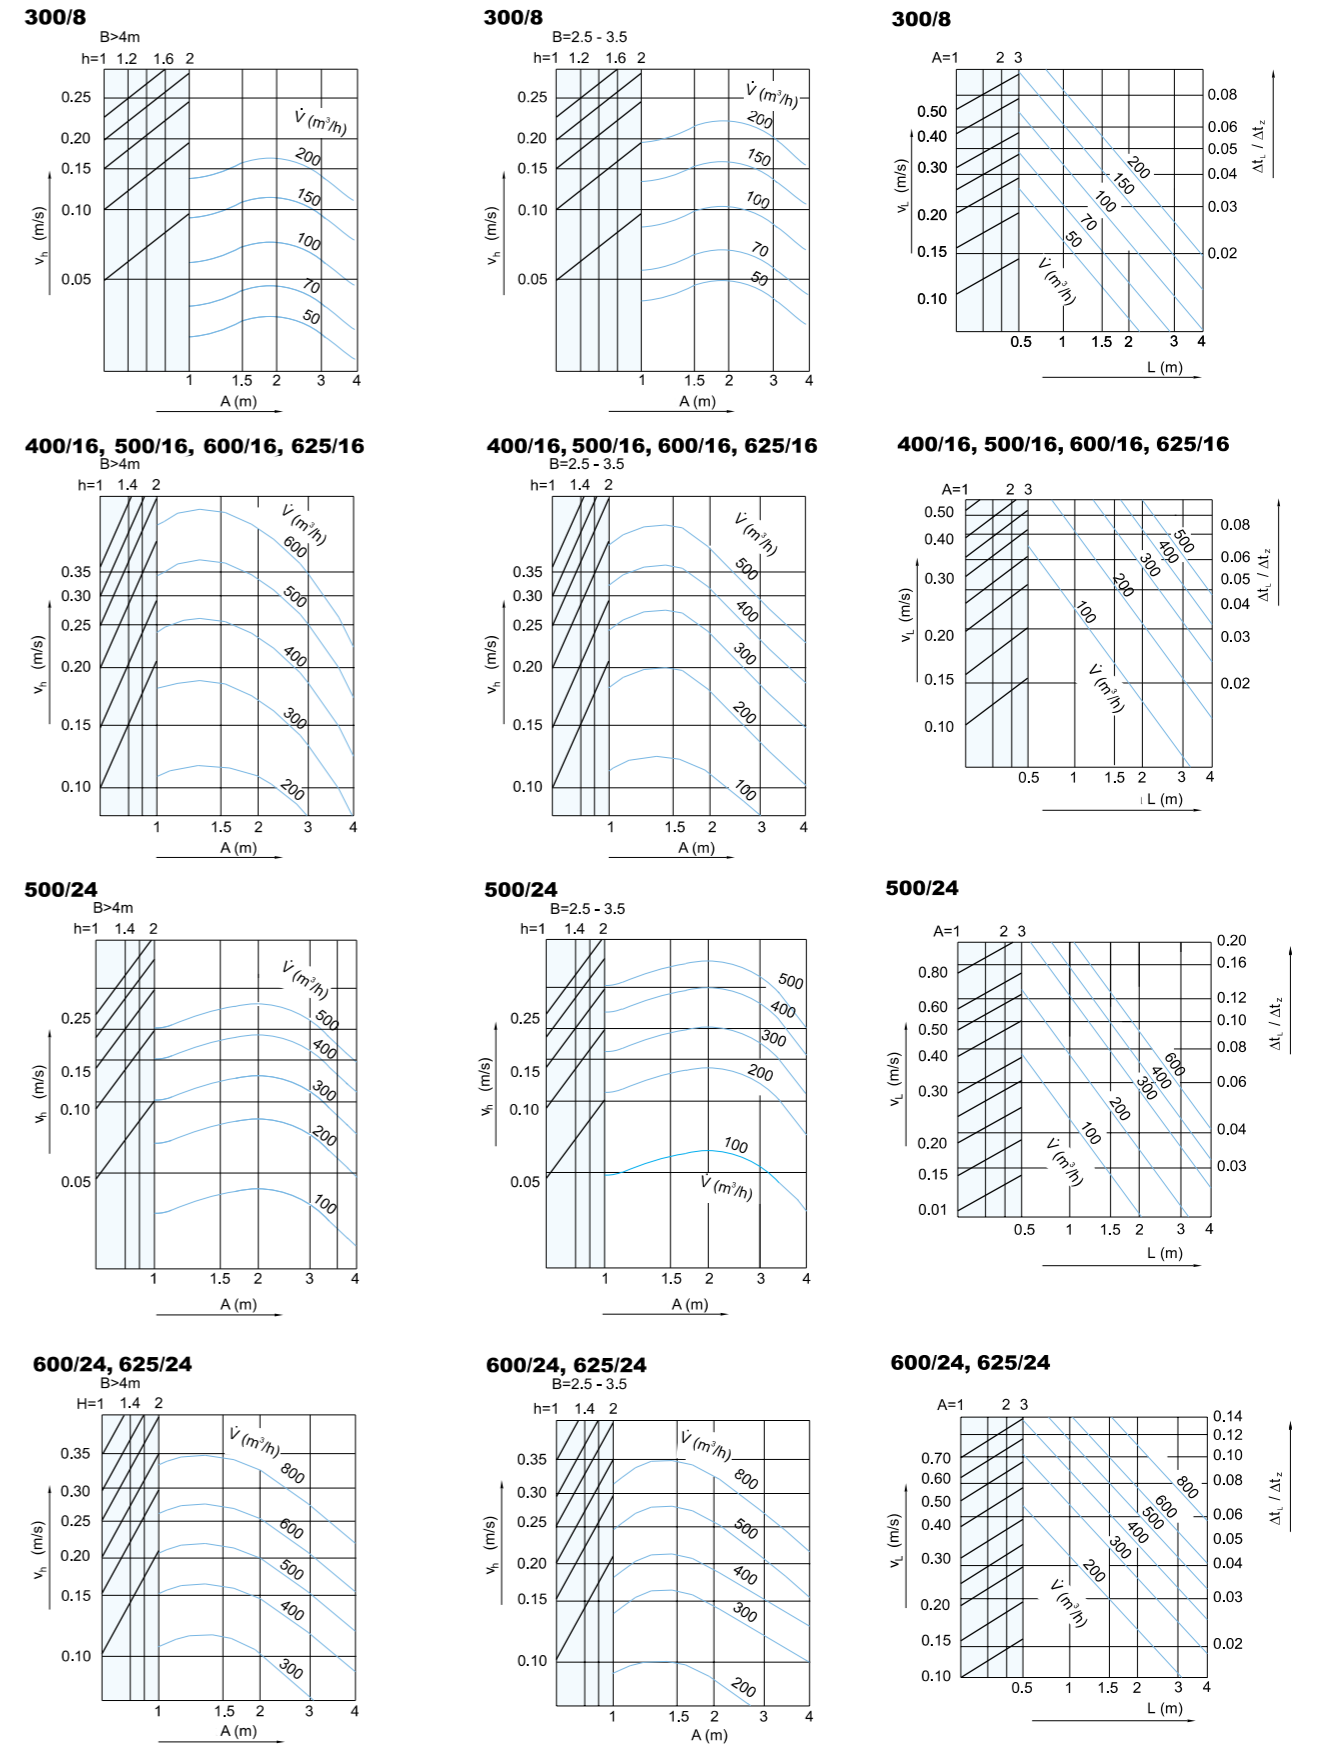 300/8
B>4m
h=1 1.2 1.6 2
V̇ (m³/h)
0.25
0.20
0.15
0.10
0.05
200
150
100
70
50
vh (m/s)
1 1.5 2 3 4
A (m)
300/8
B=2.5 - 3.5
h=1 1.2 1.6 2
V̇ (m³/h)
0.25
0.20
0.15
0.10
0.05
200
150
100
70
50
vh (m/s)
1 1.5 2 3 4
A (m)
300/8
A=1 2 3
0.50
0.40
0.30
0.20
0.15
0.10
vL (m/s)
200
150
100
70
50
V̇ (m³/h)
0.08
0.06
0.05
0.04
0.03
0.02
ΔtL / Δtz
0.5 1 1.5 2 3 4
L (m)
400/16, 500/16, 600/16, 625/16
B>4m
h=1 1.4 2
V̇ (m³/h)
0.35
0.30
0.25
0.20
0.15
0.10
600
500
400
300
200
vh (m/s)
1 1.5 2 3 4
A (m)
400/16, 500/16, 600/16, 625/16
B=2.5 - 3.5
h=1 1.4 2
V̇ (m³/h)
0.35
0.30
0.25
0.20
0.15
0.10
500
400
300
200
100
vh (m/s)
1 1.5 2 3 4
A (m)
400/16, 500/16, 600/16, 625/16
A=1 2 3
0.50
0.40
0.30
0.20
0.15
0.10
vL (m/s)
500
400
300
200
100
V̇ (m³/h)
0.08
0.06
0.05
0.04
0.03
0.02
ΔtL / Δtz
0.5 1 1.5 2 3 4
L (m)
500/24
B>4m
h=1 1.4 2
V̇ (m³/h)
0.25
0.15
0.10
0.05
500
400
300
200
100
vh (m/s)
1 1.5 2 3 4
A (m)
500/24
B=2.5 - 3.5
h=1 1.4 2
0.25
0.15
0.10
0.05
500
400
300
200
100
V̇ (m³/h)
vh (m/s)
1 1.5 2 3 4
A (m)
500/24
A=1 2 3
0.80
0.60
0.50
0.40
0.30
0.20
0.15
0.01
vL (m/s)
600
400
300
200
100
V̇ (m³/h)
0.20
0.16
0.12
0.10
0.08
0.06
0.04
0.03
ΔtL / Δtz
0.5 1 1.5 2 3 4
L (m)
600/24, 625/24
B>4m
H=1 1.4 2
V̇ (m³/h)
0.35
0.30
0.25
0.20
0.15
0.10
800
600
500
400
300
vh (m/s)
1 1.5 2 3 4
A (m)
600/24, 625/24
B=2.5 - 3.5
h=1 1.4 2
V̇ (m³/h)
0.35
0.30
0.25
0.20
0.15
0.10
800
500
400
300
200
vh (m/s)
1 1.5 2 3 4
A (m)
600/24, 625/24
A=1 2 3
0.70
0.60
0.50
0.40
0.30
0.20
0.15
0.10
vL (m/s)
800
600
500
400
300
200
V̇ (m³/h)
0.14
0.12
0.10
0.08
0.06
0.05
0.04
0.03
0.02
ΔtL / Δtz
0.5 1 1.5 2 3 4
L (m)